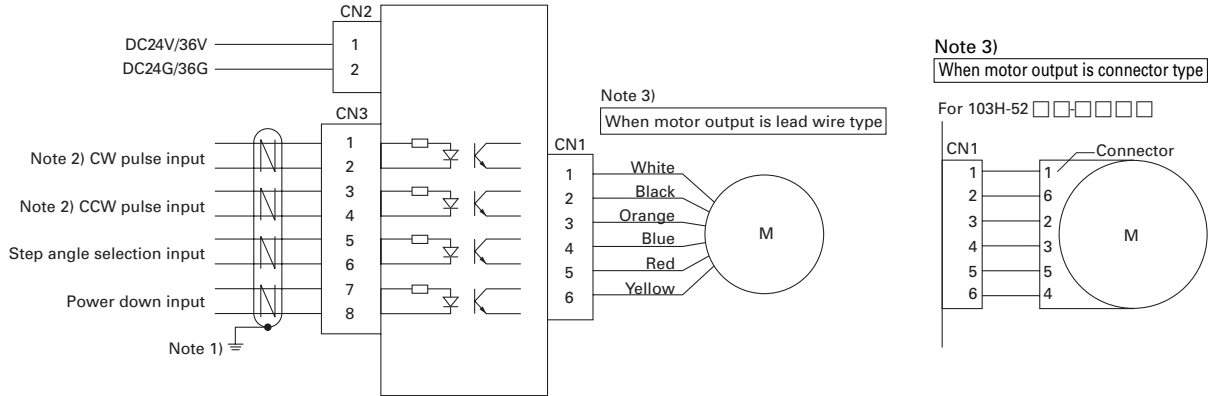 CN2
DC24V/36V
1
DC24G/36G
2
CN3
Note 2) CW pulse input
1
2
Note 2) CCW pulse input
3
4
Step angle selection input
5
6
Power down input
7
8
Note 1)
Note 3)
When motor output is lead wire type
CN1
1 White
2 Black
3 Orange
4 Blue
5 Red
6 Yellow
M
Note 3)
When motor output is connector type
For 103H-52 □ □-□ □ □ □
CN1
Connector
1 1
2 6
3 2
4 3
5 5
6 4
M